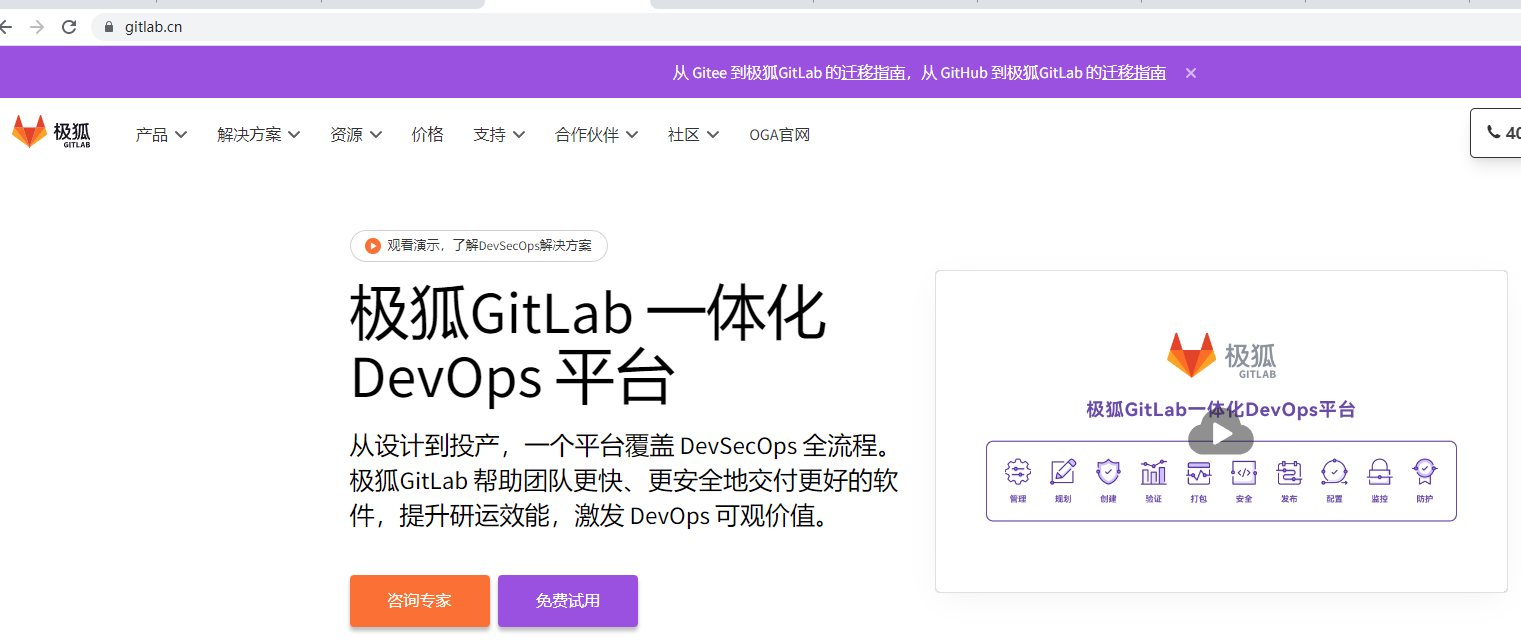 gitlab.cn
从 Gitee 到极狐GitLab 的迁移指南，从 GitHub 到极狐GitLab 的迁移指南
极狐
GITLAB
产品 解决方案 资源 价格 支持 合作伙伴 社区 OGA官网
40
观看演示，了解DevSecOps解决方案
极狐GitLab 一体化
DevOps 平台
从设计到投产，一个平台覆盖 DevSecOps 全流程。
极狐GitLab 帮助团队更快、更安全地交付更好的软
件，提升研运效能，激发 DevOps 可观价值。
咨询专家 免费试用
极狐
GITLAB
极狐GitLab一体化DevOps平台
管理 规划 创建 验证 打包 安全 发布 配置 监控 防护